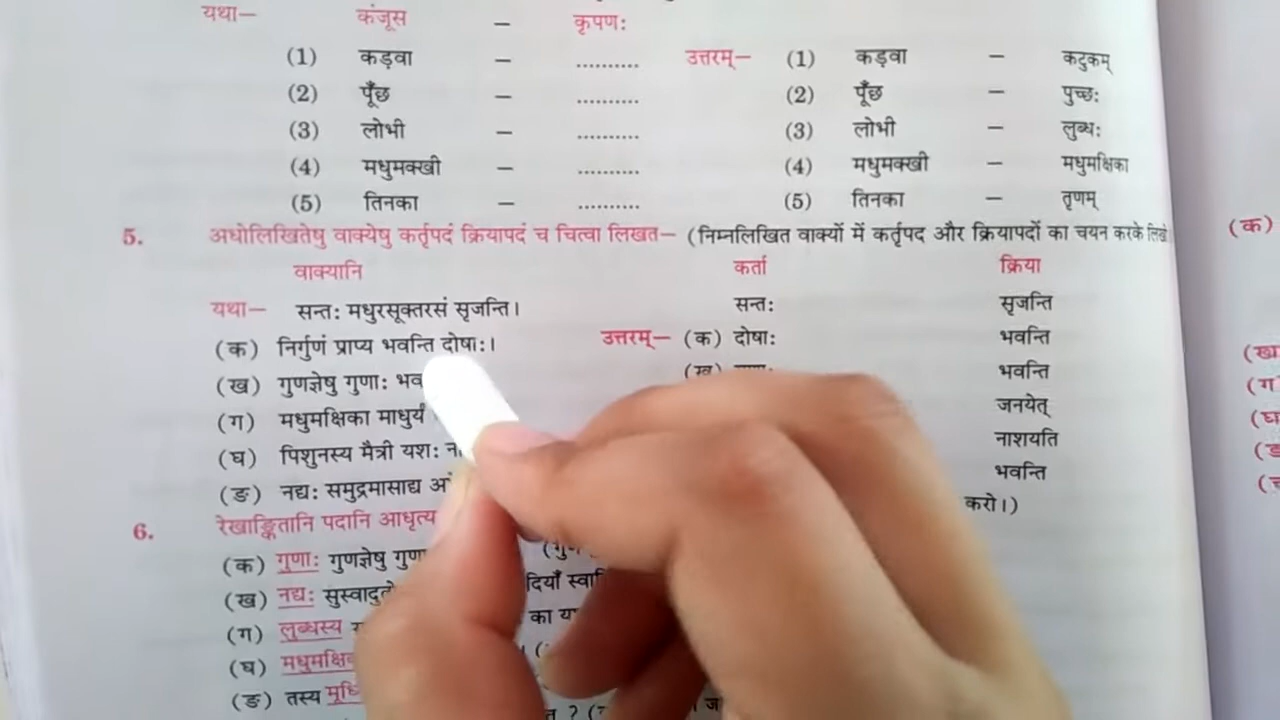 यथा— कंजूस – कृपणः
(1) कड़वा – .......... उत्तरम्— (1) कड़वा – कटुकम्
(2) पूँछ – .......... (2) पूँछ – पुच्छः
(3) लोभी – .......... (3) लोभी – लुब्धः
(4) मधुमक्खी – .......... (4) मधुमक्खी – मधुमक्षिका
(5) तिनका – .......... (5) तिनका – तृणम्
5. अधोलिखितेषु वाक्येषु कर्तृपदं क्रियापदं च चित्वा लिखत— (निम्नलिखित वाक्यों में कर्तृपद और क्रियापदों का चयन करके लिखो
वाक्यानि कर्ता क्रिया
यथा— सन्तः मधुरसूक्तरसं सृजन्ति। सन्तः सृजन्ति
(क) निर्गुणं प्राप्य भवन्ति दोषाः। उत्तरम्— (क) दोषाः भवन्ति
(ख) गुणज्ञेषु गुणाः (ख) भवन्ति
(ग) मधुमक्षिका माधुर्यं जनयेत्
(घ) पिशुनस्य मैत्री यशः नाशयति
(ङ) नद्यः समुद्रमासाद्य भवन्ति
6. रेखाङ्कितानि पदानि आधृत्य करो।)
(क) गुणाः गुणज्ञेषु
(ख) नद्यः
(ग) लुब्धस्य का
(घ)
(ङ) तस्य
(क)
(ख
(ग
(घ
(ङ